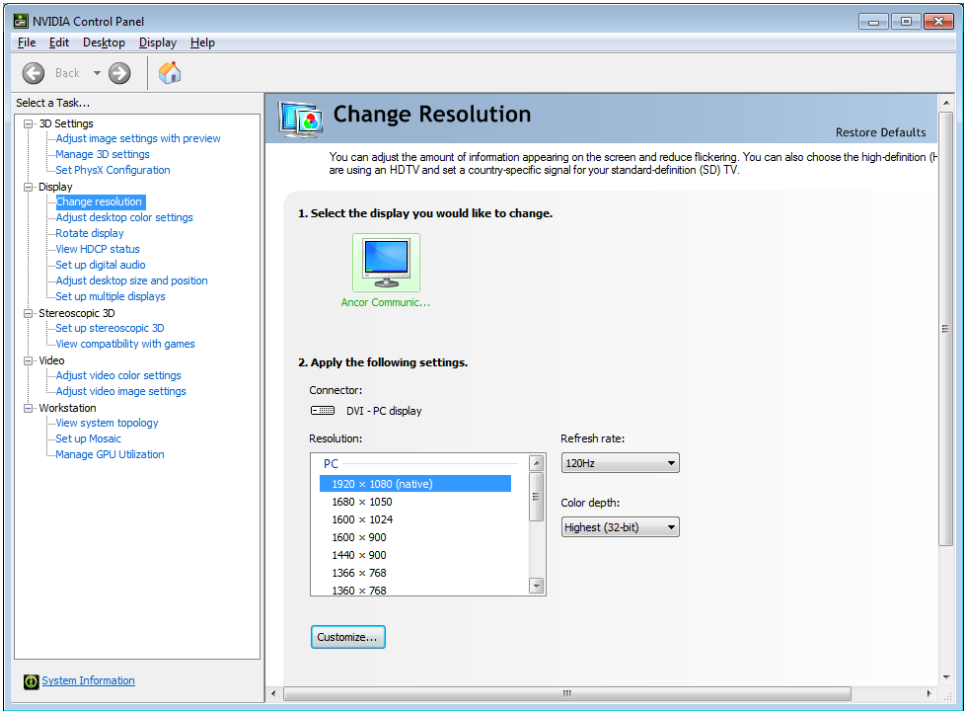 NVIDIA Control Panel
File Edit Desktop Display Help
Back
Select a Task...
3D Settings
Adjust image settings with preview
Manage 3D settings
Set PhysX Configuration
Display
Change resolution
Adjust desktop color settings
Rotate display
View HDCP status
Set up digital audio
Adjust desktop size and position
Set up multiple displays
Stereoscopic 3D
Set up stereoscopic 3D
View compatibility with games
Video
Adjust video color settings
Adjust video image settings
Workstation
View system topology
Set up Mosaic
Manage GPU Utilization
System Information
Change Resolution
Restore Defaults
You can adjust the amount of information appearing on the screen and reduce flickering. You can also choose the high-definition (H
are using an HDTV and set a country-specific signal for your standard-definition (SD) TV.
1. Select the display you would like to change.
Ancor Communic...
2. Apply the following settings.
Connector:
DVI - PC display
Resolution:
PC
1920 × 1080 (native)
1680 × 1050
1600 × 1024
1600 × 900
1440 × 900
1366 × 768
1360 × 768
Refresh rate:
120Hz
Color depth:
Highest (32-bit)
Customize...